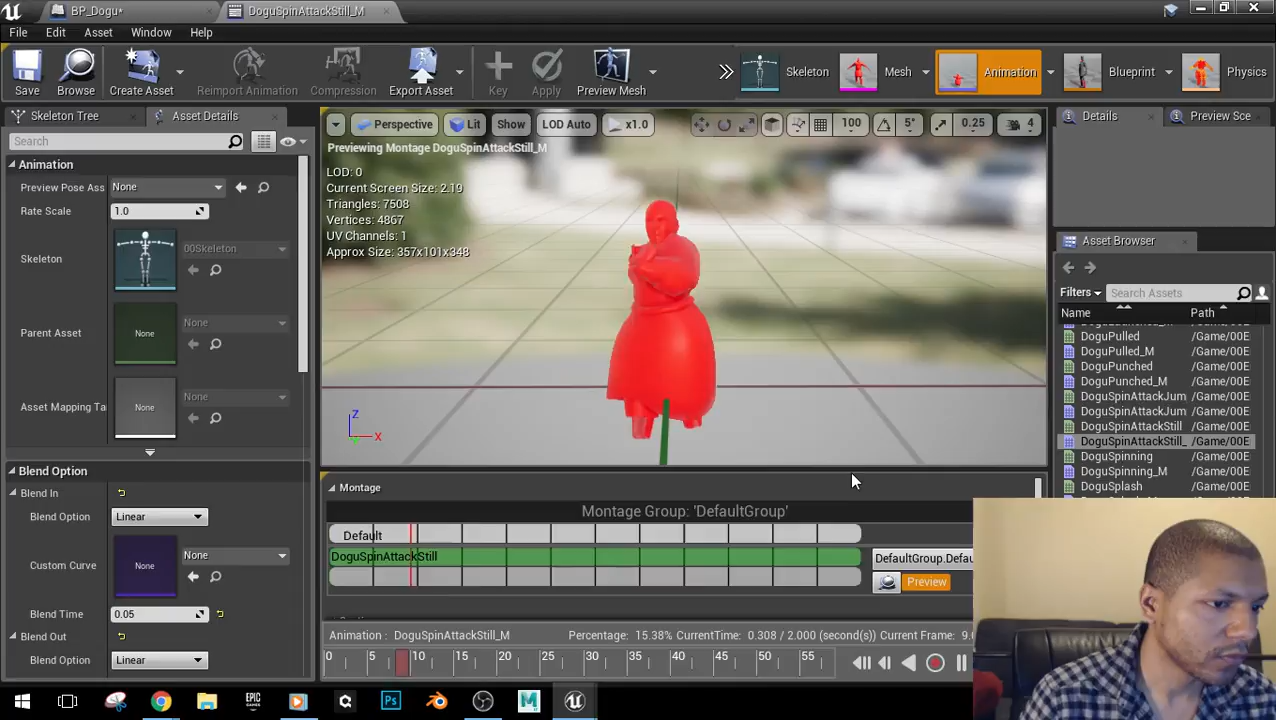 BP_Dogu*
DoguSpinAttackStill_M
File Edit Asset Window Help
Save Browse Create Asset Reimport Animation Compression Export Asset Key Apply Preview Mesh Skeleton Mesh Animation Blueprint Physics
Skeleton Tree Asset Details
Search
Animation
Preview Pose Ass None
Rate Scale 1.0
Skeleton 00Skeleton
Parent Asset None None
Asset Mapping Ta None None
Blend Option
Blend In
Blend Option Linear
Custom Curve None None
Blend Time 0.05
Blend Out
Blend Option Linear
Perspective Lit Show LOD Auto x1.0 100 5° 0.25 4
Previewing Montage DoguSpinAttackStill_M
LOD: 0
Current Screen Size: 2.19
Triangles: 7508
Vertices: 4867
UV Channels: 1
Approx Size: 357x101x348
Z
X
Montage
Montage Group: 'DefaultGroup'
Default
DoguSpinAttackStill
DefaultGroup.Defau
Preview
Animation : DoguSpinAttackStill_M Percentage: 15.38% CurrentTime: 0.308 / 2.000 (second(s)) Current Frame: 9.
0 5 10 15 20 25 30 35 40 45 50 55
Details Preview Sce
Asset Browser
Filters Search Assets
Name Path
/Game/00E
DoguPulled /Game/00E
DoguPulled_M /Game/00E
DoguPunched /Game/00E
DoguPunched_M /Game/00E
DoguSpinAttackJum /Game/00E
DoguSpinAttackJum /Game/00E
DoguSpinAttackStill /Game/00E
DoguSpinAttackStill_ /Game/00E
DoguSpinning /Game/00E
DoguSpinning_M /Game/00E
DoguSplash /Game/00E
EPIC GAMES
Ps
M